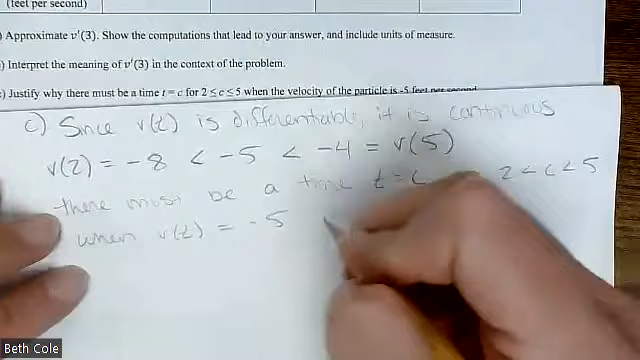 (feet per second)
) Approximate v'(3). Show the computations that lead to your answer, and include units of measure.
) Interpret the meaning of v'(3) in the context of the problem.
:) Justify why there must be a time t = c for 2 ≤ c ≤ 5 when the velocity of the particle is -5 feet per second
c) Since v(t) is differentiable, it is continuous
v(2) = -8 < -5 < -4 = v(5)
there must be a time t = c 2 < c < 5
when v(t) = -5
Beth Cole